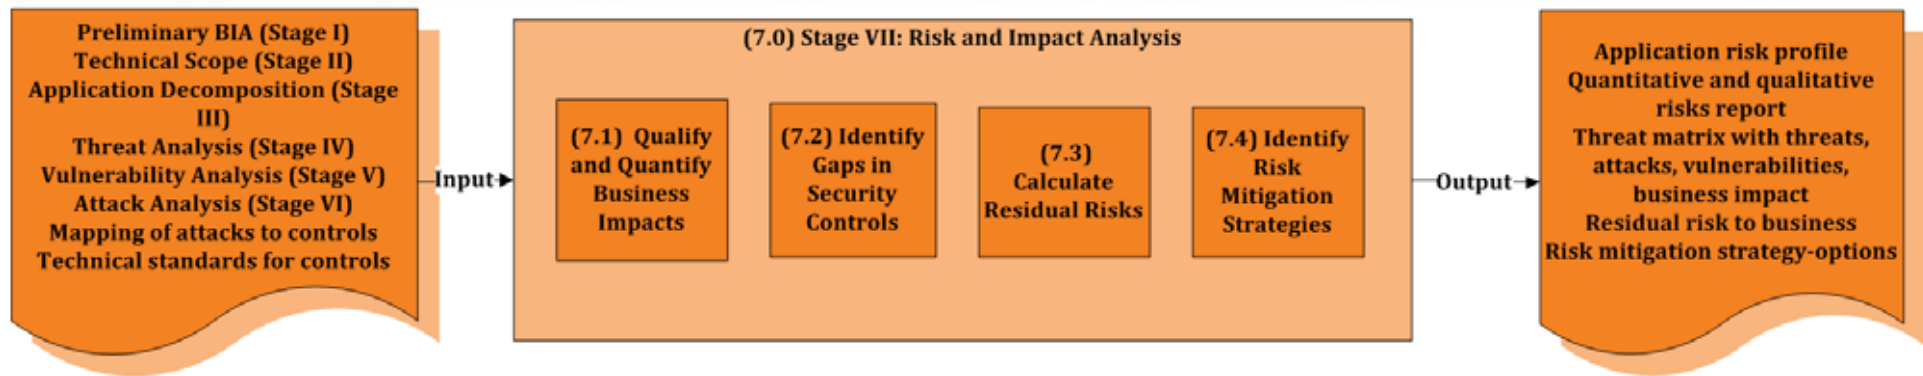 Preliminary BIA (Stage I)
Technical Scope (Stage II)
Application Decomposition (Stage
III)
Threat Analysis (Stage IV)
Vulnerability Analysis (Stage V)
Attack Analysis (Stage VI)
Mapping of attacks to controls
Technical standards for controls
Input
(7.0) Stage VII: Risk and Impact Analysis
(7.1) Qualify
and Quantify
Business
Impacts
(7.2) Identify
Gaps in
Security
Controls
(7.3)
Calculate
Residual Risks
(7.4) Identify
Risk
Mitigation
Strategies
Output
Application risk profile
Quantitative and qualitative
risks report
Threat matrix with threats,
attacks, vulnerabilities,
business impact
Residual risk to business
Risk mitigation strategy-options